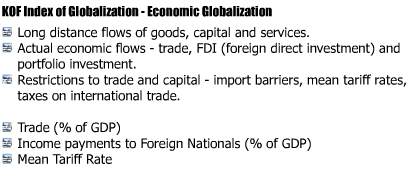 KOF Index of Globalization - Economic Globalization
Long distance flows of goods, capital and services.
Actual economic flows - trade, FDI (foreign direct investment) and
portfolio investment.
Restrictions to trade and capital - import barriers, mean tariff rates,
taxes on international trade.
Trade (% of GDP)
Income payments to Foreign Nationals (% of GDP)
Mean Tariff Rate